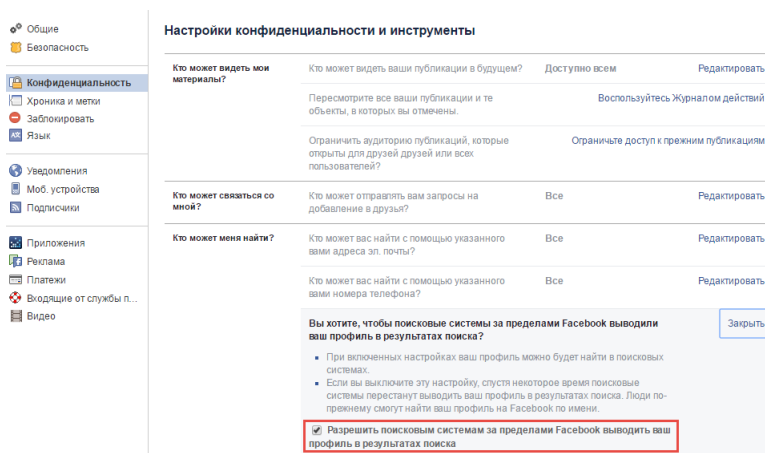 Общие
Безопасность
Конфиденциальность
Хроника и метки
Заблокировать
Язык
Уведомления
Моб. устройства
Подписчики
Приложения
Реклама
Платежи
Входящие от службы п...
Видео
Настройки конфиденциальности и инструменты
Кто может видеть мои
материалы?
Кто может видеть ваши публикации в будущем? Доступно всем Редактировать
Пересмотрите все ваши публикации и те
объекты, в которых вы отмечены.
Воспользуйтесь Журналом действий
Ограничить аудиторию публикаций, которые
открыты для друзей друзей или всех
пользователей?
Ограничьте доступ к прежним публикациям
Кто может связаться со
мной?
Кто может отправлять вам запросы на
добавление в друзья?
Все Редактировать
Кто может меня найти?
Кто может вас найти с помощью указанного
вами адреса эл. почты?
Все Редактировать
Кто может вас найти с помощью указанного
вами номера телефона?
Все Редактировать
Вы хотите, чтобы поисковые системы за пределами Facebook выводили
ваш профиль в результатах поиска?
Закрыть
При включенных настройках ваш профиль можно будет найти в поисковых
системах.
Если вы выключите эту настройку, спустя некоторое время поисковые
системы перестанут выводить ваш профиль в результатах поиска. Люди по-
прежнему смогут найти ваш профиль на Facebook по имени.
Разрешить поисковым системам за пределами Facebook выводить ваш
профиль в результатах поиска